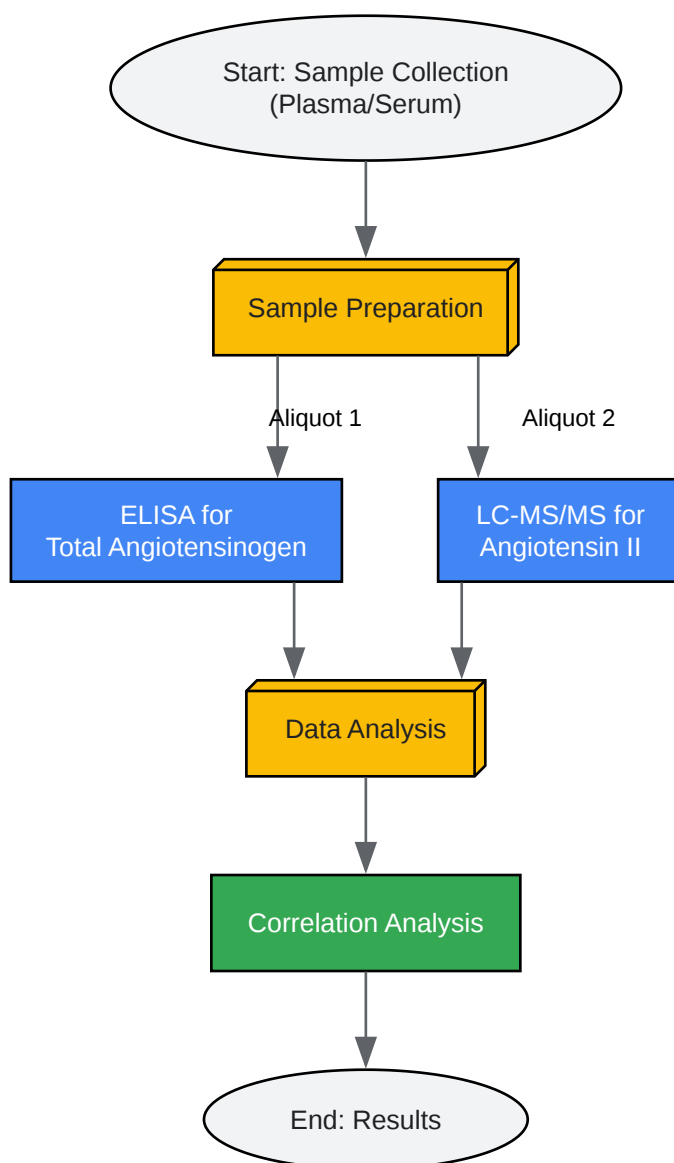 Start: Sample Collection
(Plasma/Serum)
Sample Preparation
Aliquot 1
Aliquot 2
ELISA for
Total Angiotensinogen
LC-MS/MS for
Angiotensin II
Data Analysis
Correlation Analysis
End: Results